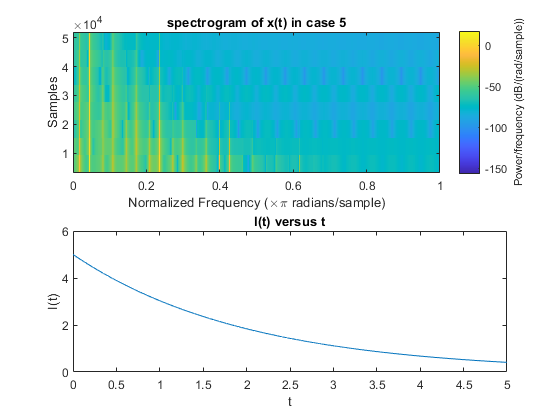 ×10⁴
spectrogram of x(t) in case 5
5
4
3
2
1
Samples
0 0.2 0.4 0.6 0.8 1
Normalized Frequency (×π radians/sample)
0
-50
-100
-150
Power/frequency (dB/(rad/sample))
I(t) versus t
6
4
2
0
I(t)
0 0.5 1 1.5 2 2.5 3 3.5 4 4.5 5
t